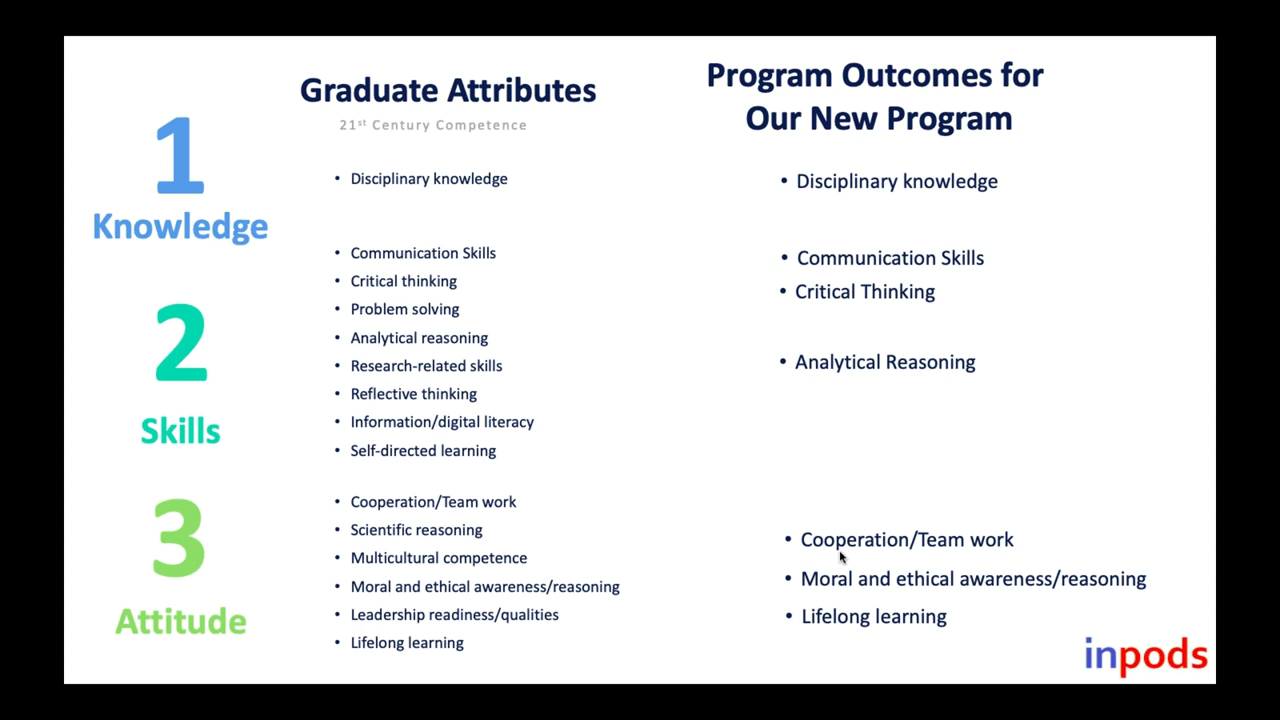 Graduate Attributes
21st Century Competence
Program Outcomes for
Our New Program
1
Knowledge
• Disciplinary knowledge
• Disciplinary knowledge
2
Skills
• Communication Skills
• Critical thinking
• Problem solving
• Analytical reasoning
• Research-related skills
• Reflective thinking
• Information/digital literacy
• Self-directed learning
• Communication Skills
• Critical Thinking
• Analytical Reasoning
3
Attitude
• Cooperation/Team work
• Scientific reasoning
• Multicultural competence
• Moral and ethical awareness/reasoning
• Leadership readiness/qualities
• Lifelong learning
• Cooperation/Team work
• Moral and ethical awareness/reasoning
• Lifelong learning
inpods